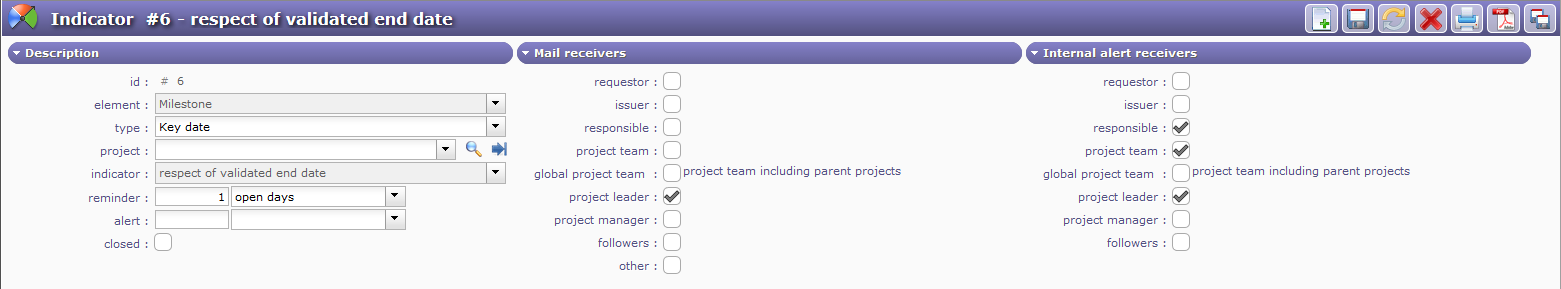 Indicator #6 - respect of validated end date
PDF
Description
id : # 6
element : Milestone
type : Key date
project :
indicator : respect of validated end date
reminder : 1 open days
alert :
closed :
Mail receivers
requestor :
issuer :
responsible :
project team :
global project team : project team including parent projects
project leader :
project manager :
followers :
other :
Internal alert receivers
requestor :
issuer :
responsible :
project team :
global project team : project team including parent projects
project leader :
project manager :
followers :